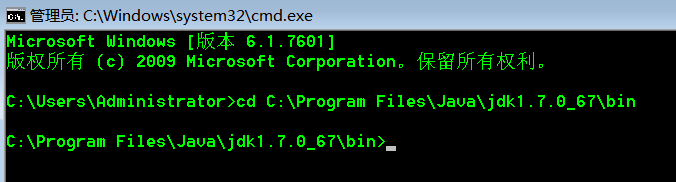 管理员: C:\Windows\system32\cmd.exe
Microsoft Windows [版本 6.1.7601]
版权所有 (c) 2009 Microsoft Corporation。保留所有权利。
C:\Users\Administrator>cd C:\Program Files\Java\jdk1.7.0_67\bin
C:\Program Files\Java\jdk1.7.0_67\bin>